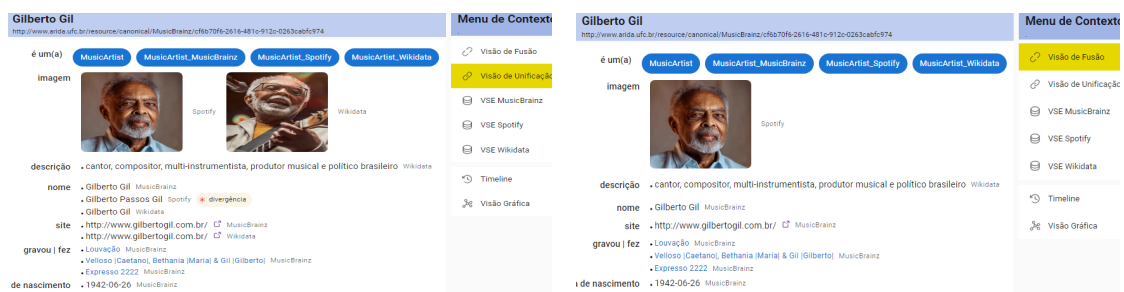 Gilberto Gil
http://www.arida.ufc.br/resource/canonical/MusicArtist/cf6b70f6-2616-481c-912c-0263cabfc974
é um(a) MusicArtist MusicArtist_MusicBrainz MusicArtist_Spotify MusicArtist_Wikidata
imagem Spotify Wikidata
descrição • cantor, compositor, multi-instrumentista, produtor musical e político brasileiro Wikidata
nome • Gilberto Gil MusicBrainz
• Gilberto Passos Gil Spotify ✶ divergência
• Gilberto Gil Wikidata
site • http://www.gilbertogil.com.br/ MusicBrainz
• http://www.gilbertogil.com.br/ Wikidata
gravou | fez • Louvação MusicBrainz
• Velloso |Caetano|, Bethania |Maria| & Gil |Gilberto| MusicBrainz
• Expresso 2222 MusicBrainz
de nascimento • 1942-06-26 MusicBrainz
Menu de Contexto
Visão de Fusão
Visão de Unificação
VSE MusicBrainz
VSE Spotify
VSE Wikidata
Timeline
Visão Gráfica
Gilberto Gil
http://www.arida.ufc.br/resource/canonical/MusicArtist/cf6b70f6-2616-481c-912c-0263cabfc974
é um(a) MusicArtist MusicArtist_MusicBrainz MusicArtist_Spotify MusicArtist_Wikidata
imagem Spotify
descrição • cantor, compositor, multi-instrumentista, produtor musical e político brasileiro Wikidata
nome • Gilberto Gil MusicBrainz
site • http://www.gilbertogil.com.br/ MusicBrainz
gravou | fez • Louvação MusicBrainz
• Velloso |Caetano|, Bethania |Maria| & Gil |Gilberto| MusicBrainz
• Expresso 2222 MusicBrainz
a de nascimento • 1942-06-26 MusicBrainz
Menu de Contexto
Visão de Fusão
Visão de Unificação
VSE MusicBrainz
VSE Spotify
VSE Wikidata
Timeline
Visão Gráfica